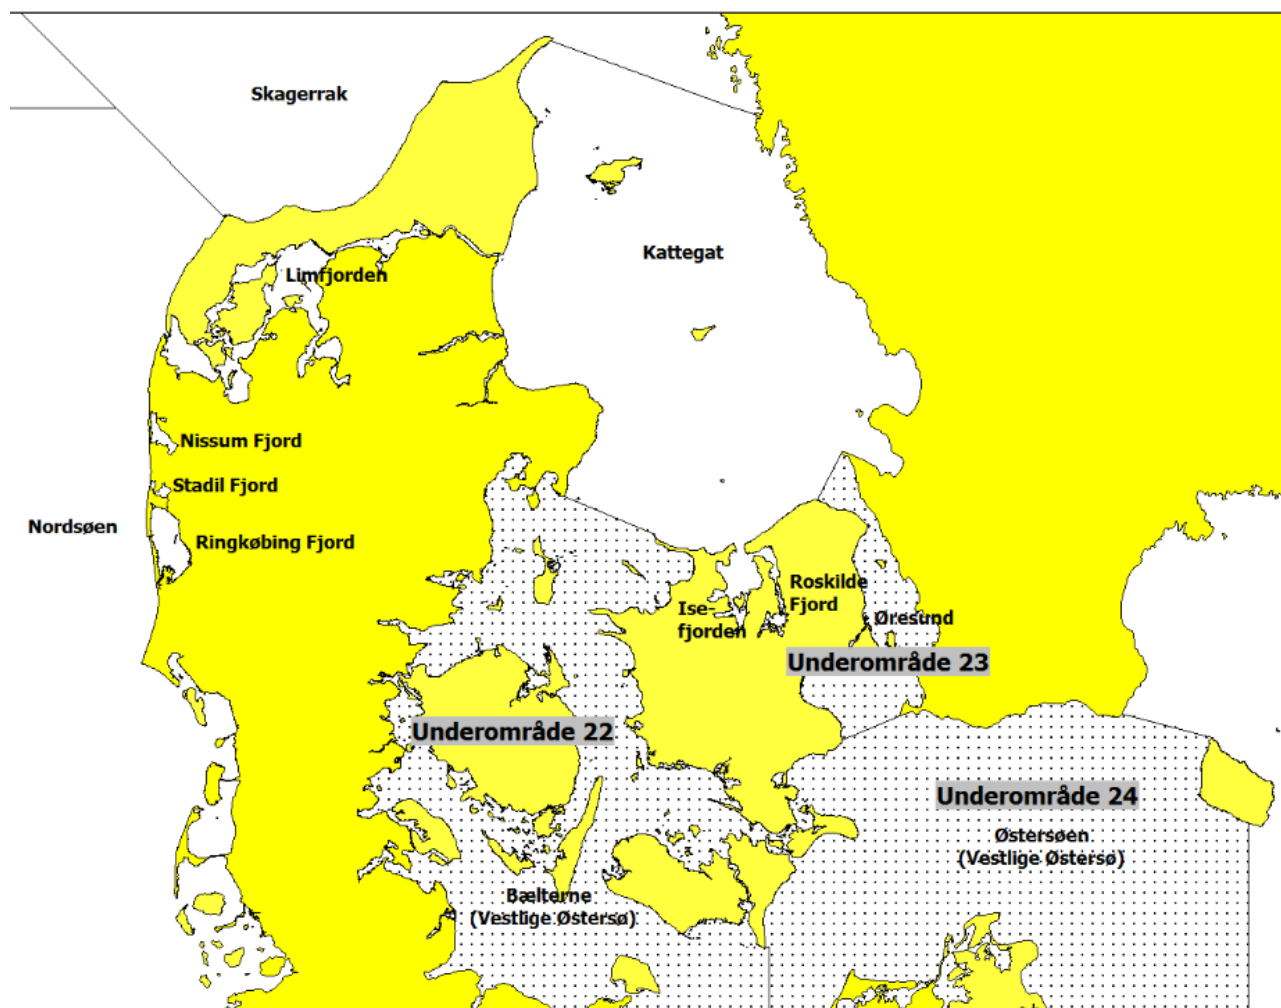 Skagerrak
Kattegat
Limfjorden
Nissum Fjord
Stadil Fjord
Nordsøen
Ringkøbing Fjord
Roskilde
Fjord
Ise-
fjorden
Øresund
Underområde 23
Underområde 22
Underområde 24
Østersøen
(Vestlige Østersø)
Bælterne
(Vestlige Østersø)